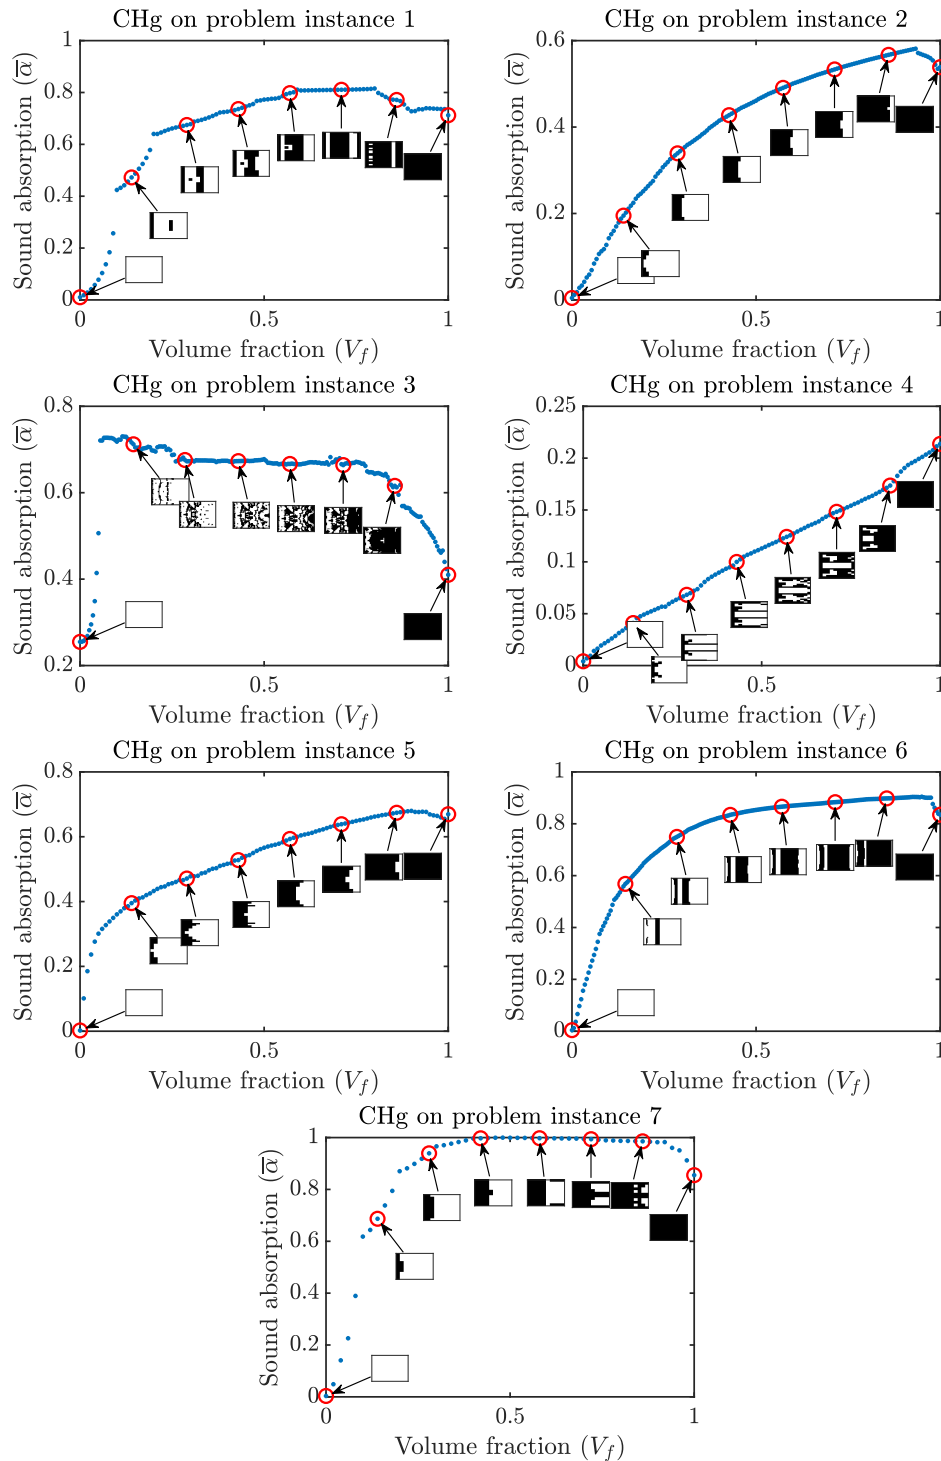 CHg on problem instance 1
CHg on problem instance 2
Sound absorption (α̅)
1
0.8
0.6
0.4
0.2
0
0
0.5
1
Volume fraction (V_f)
Sound absorption (α̅)
0.6
0.4
0.2
0
0
0.5
1
Volume fraction (V_f)
CHg on problem instance 3
CHg on problem instance 4
Sound absorption (α̅)
0.8
0.6
0.4
0.2
0
0.5
1
Volume fraction (V_f)
Sound absorption (α̅)
0.25
0.2
0.15
0.1
0.05
0
0
0.5
1
Volume fraction (V_f)
CHg on problem instance 5
CHg on problem instance 6
Sound absorption (α̅)
0.8
0.6
0.4
0.2
0
0
0.5
1
Volume fraction (V_f)
Sound absorption (α̅)
1
0.8
0.6
0.4
0.2
0
0
0.5
1
Volume fraction (V_f)
CHg on problem instance 7
Sound absorption (α̅)
1
0.8
0.6
0.4
0.2
0
0
0.5
1
Volume fraction (V_f)